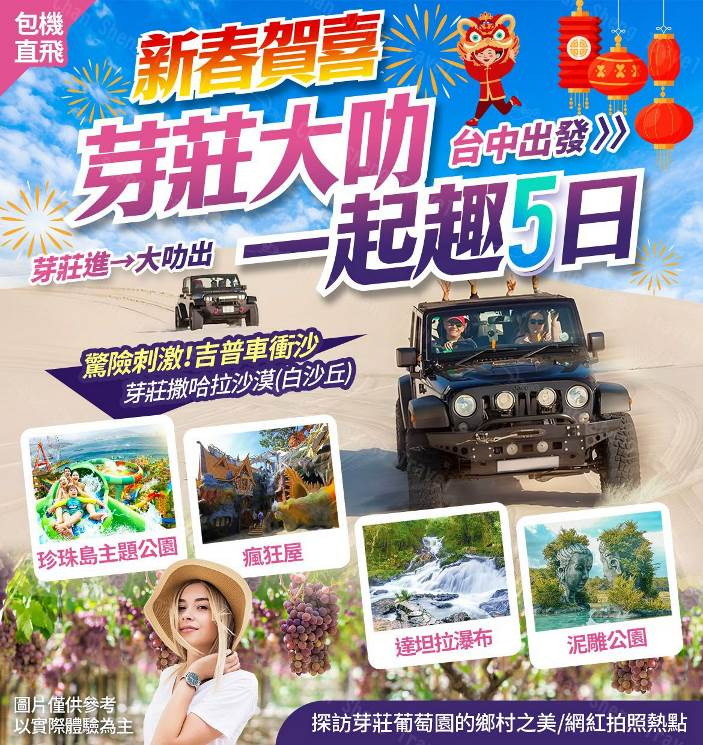 包機
直飛
新春賀喜
芽莊大叻
台中出發
一起趣5日
芽莊進→大叻出
驚險刺激!吉普車衝沙
芽莊撒哈拉沙漠(白沙丘)
珍珠島主題公園
瘋狂屋
達坦拉瀑布
泥雕公園
圖片僅供參考
以實際體驗為主
探訪芽莊葡萄園的鄉村之美/網紅拍照熱點